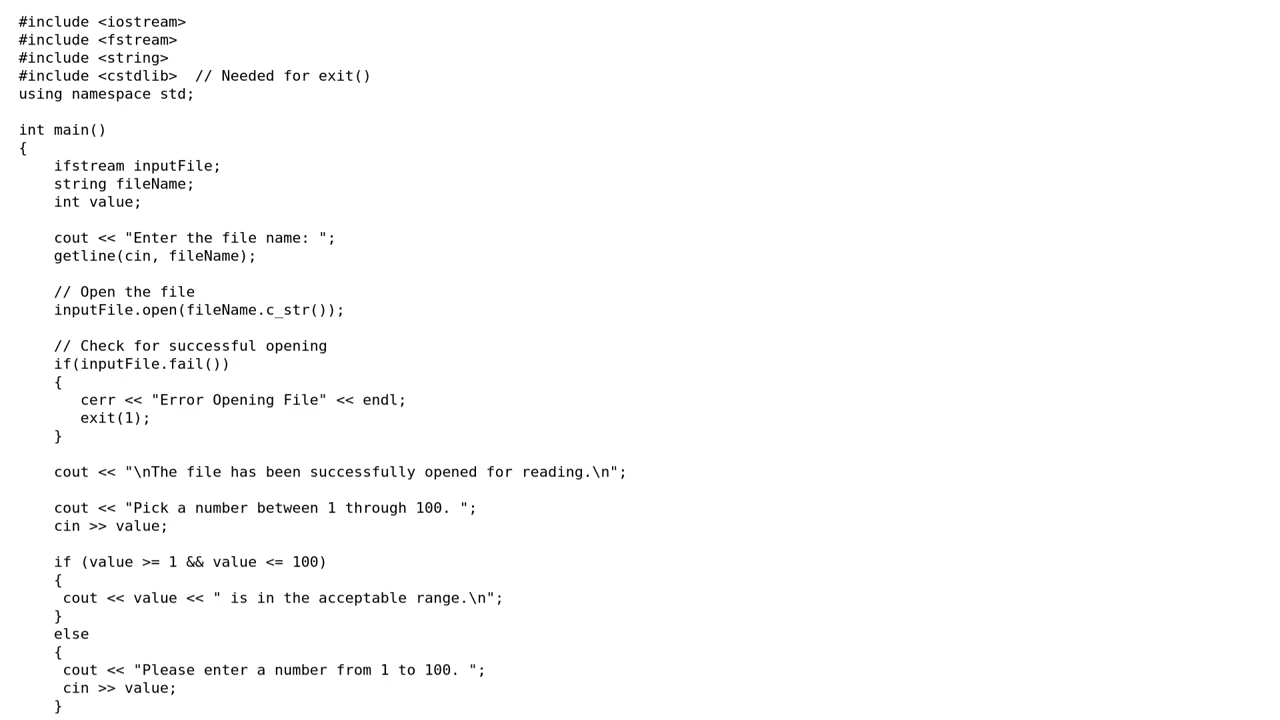 #include <iostream>
#include <fstream>
#include <string>
#include <cstdlib>  // Needed for exit()
using namespace std;

int main()
{
    ifstream inputFile;
    string fileName;
    int value;

    cout << "Enter the file name: ";
    getline(cin, fileName);

    // Open the file
    inputFile.open(fileName.c_str());

    // Check for successful opening
    if(inputFile.fail())
    {
       cerr << "Error Opening File" << endl;
       exit(1);
    }

    cout << "\nThe file has been successfully opened for reading.\n";

    cout << "Pick a number between 1 through 100. ";
    cin >> value;

    if (value >= 1 && value <= 100)
    {
     cout << value << " is in the acceptable range.\n";
    }
    else
    {
     cout << "Please enter a number from 1 to 100. ";
     cin >> value;
    }